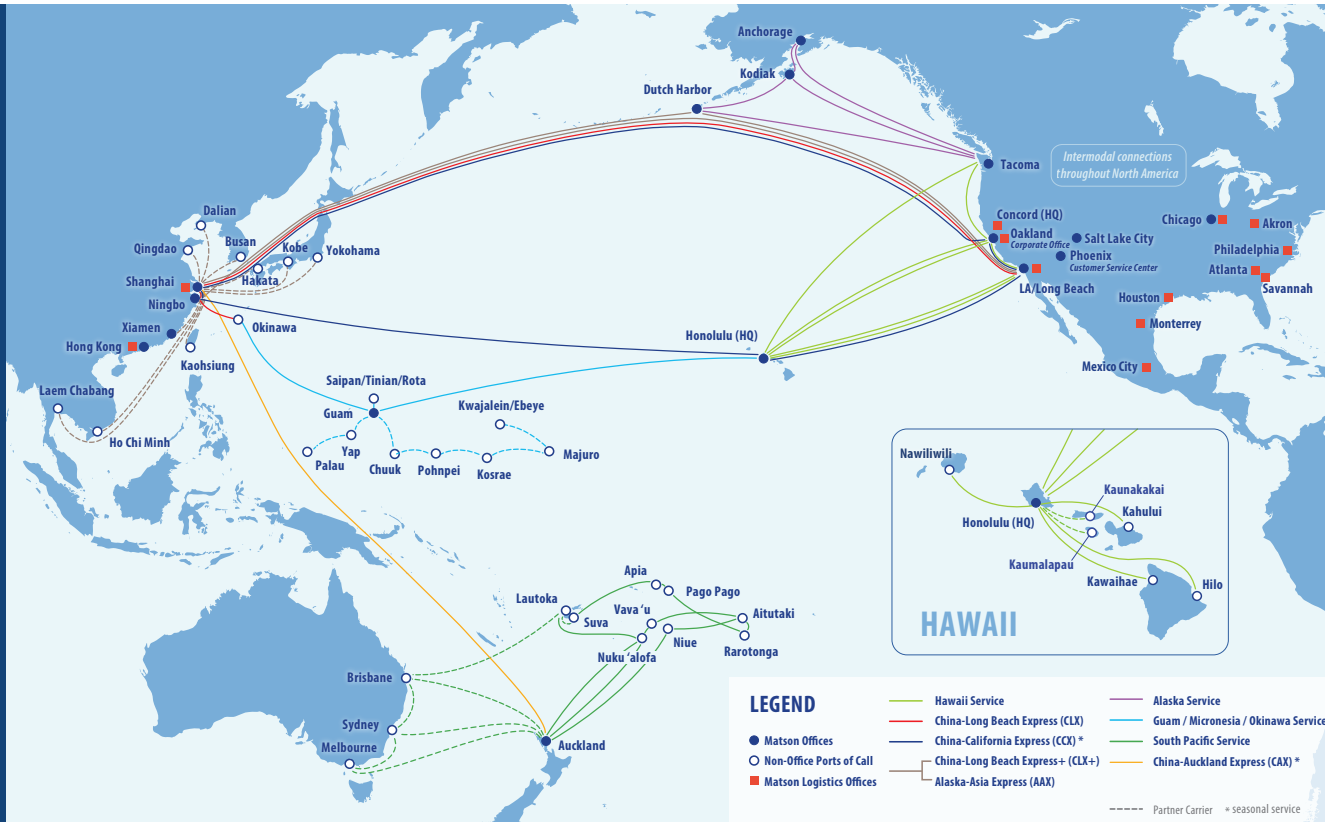 Anchorage
Kodiak
Dutch Harbor
Tacoma
Intermodal connections
throughout North America
Concord (HQ)
Oakland
Corporate Office
Salt Lake City
Phoenix
Customer Service Center
LA/Long Beach
Chicago
Akron
Philadelphia
Atlanta
Savannah
Houston
Monterrey
Mexico City
Dalian
Qingdao
Busan
Kobe
Yokohama
Shanghai
Hakata
Ningbo
Okinawa
Xiamen
Hong Kong
Kaohsiung
Laem Chabang
Ho Chi Minh
Honolulu (HQ)
Saipan/Tinian/Rota
Guam
Kwajalein/Ebeye
Yap
Palau
Chuuk
Pohnpei
Kosrae
Majuro
Nawiliwili
Kaunakakai
Honolulu (HQ)
Kahului
Kaumalapau
Kawaihae
Hilo
HAWAII
Apia
Pago Pago
Lautoka
Suva
Vava ‘u
Aitutaki
Nuku ‘alofa
Niue
Rarotonga
Brisbane
Sydney
Melbourne
Auckland
LEGEND
Matson Offices
Non-Office Ports of Call
Matson Logistics Offices
Hawaii Service
China-Long Beach Express (CLX)
China-California Express (CCX) *
China-Long Beach Express+ (CLX+)
Alaska-Asia Express (AAX)
Alaska Service
Guam / Micronesia / Okinawa Service
South Pacific Service
China-Auckland Express (CAX) *
Partner Carrier * seasonal service